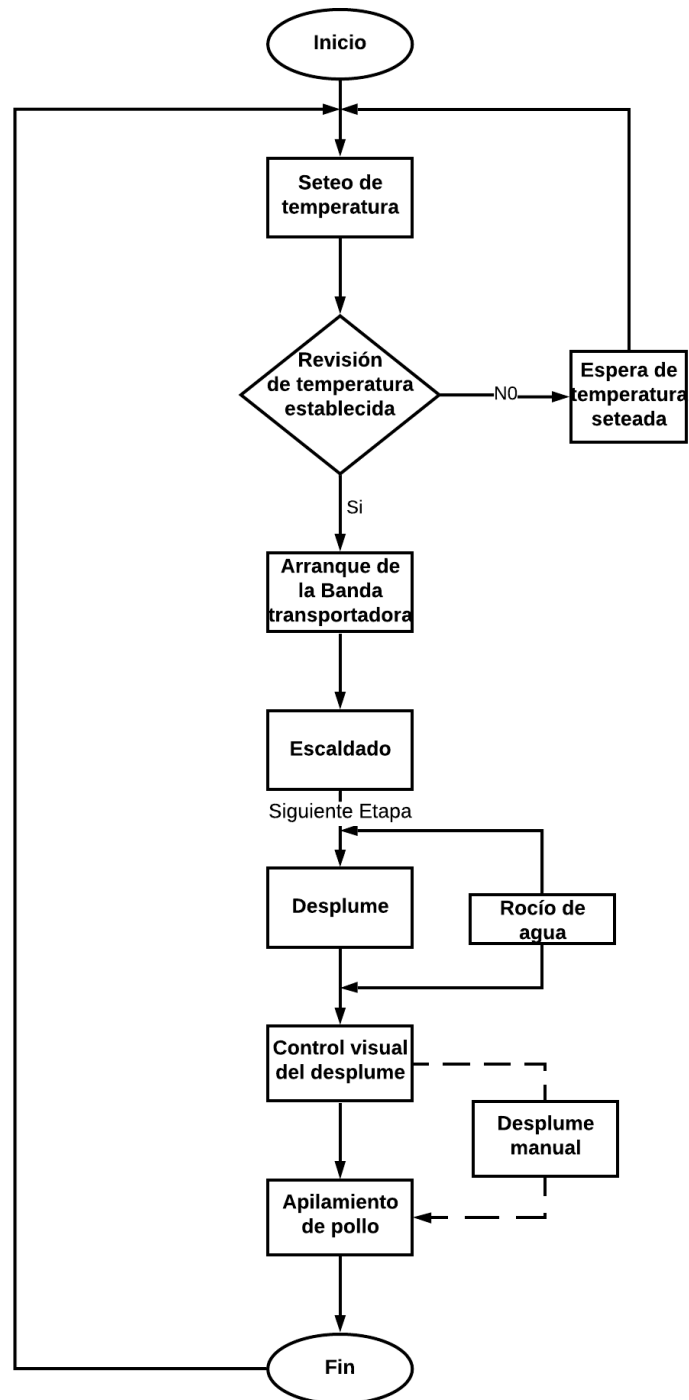 Inicio
Seteo de
temperatura
Revisión
de temperatura
establecida
N0
Espera de
temperatura
seteada
Si
Arranque de
la Banda
transportadora
Escaldado
Siguiente Etapa
Desplume
Rocío de
agua
Control visual
del desplume
Desplume
manual
Apilamiento
de pollo
Fin